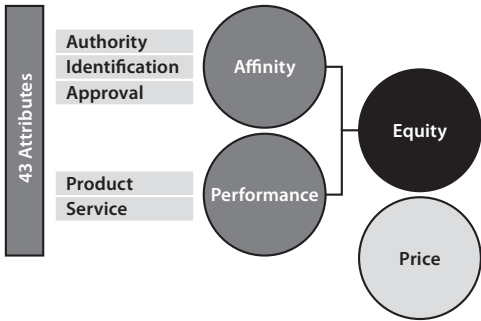 43 Attributes
Authority
Identification
Approval
Affinity
Product
Service
Performance
Equity
Price